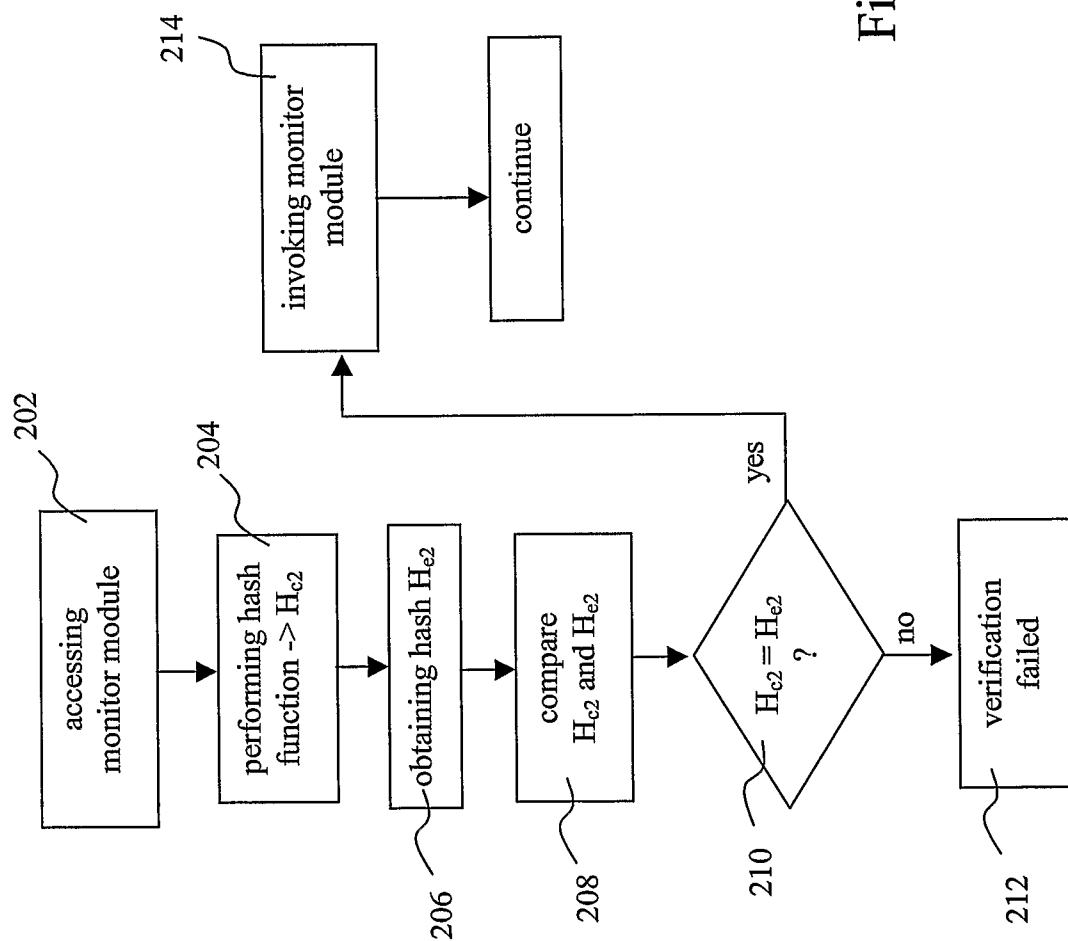 202
accessing
monitor module
204
performing hash
function -> Hc2
206
obtaining hash He2
208
compare
Hc2 and He2
210
Hc2 = He2
?
yes
no
212
verification
failed
214
invoking monitor
module
continue
Fi